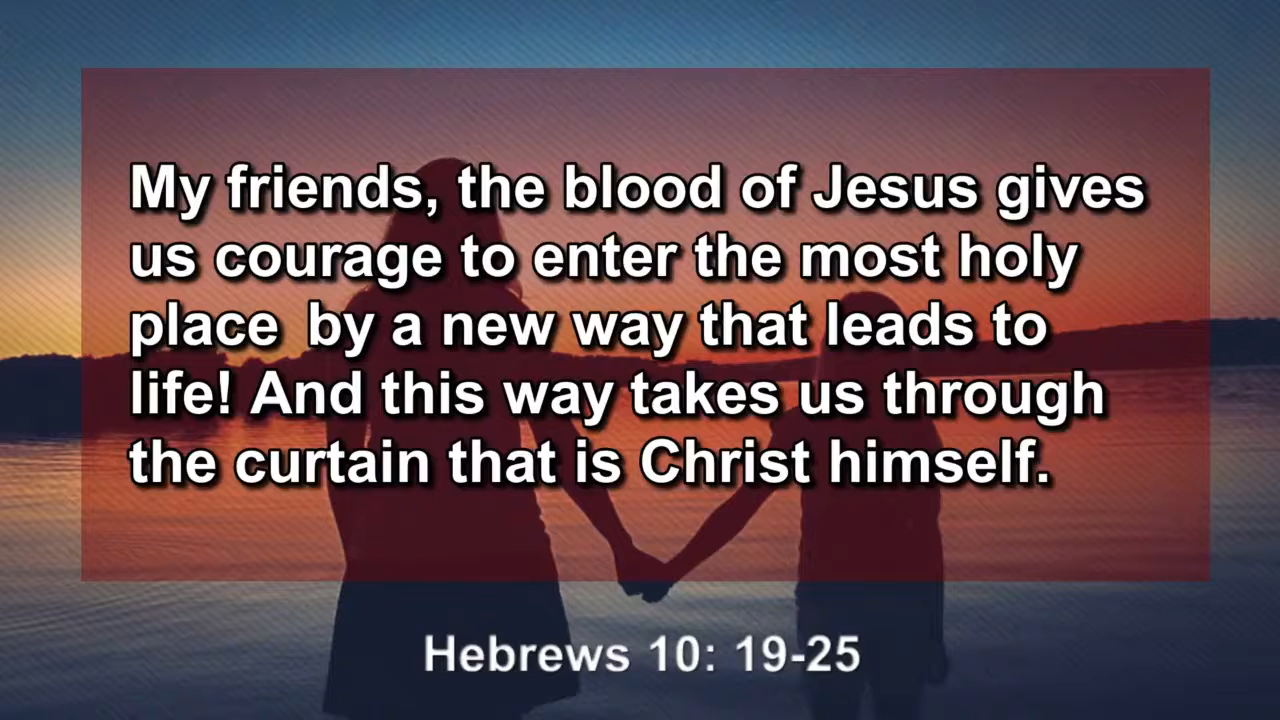 My friends, the blood of Jesus gives
us courage to enter the most holy
place by a new way that leads to
life! And this way takes us through
the curtain that is Christ himself.
Hebrews 10: 19-25